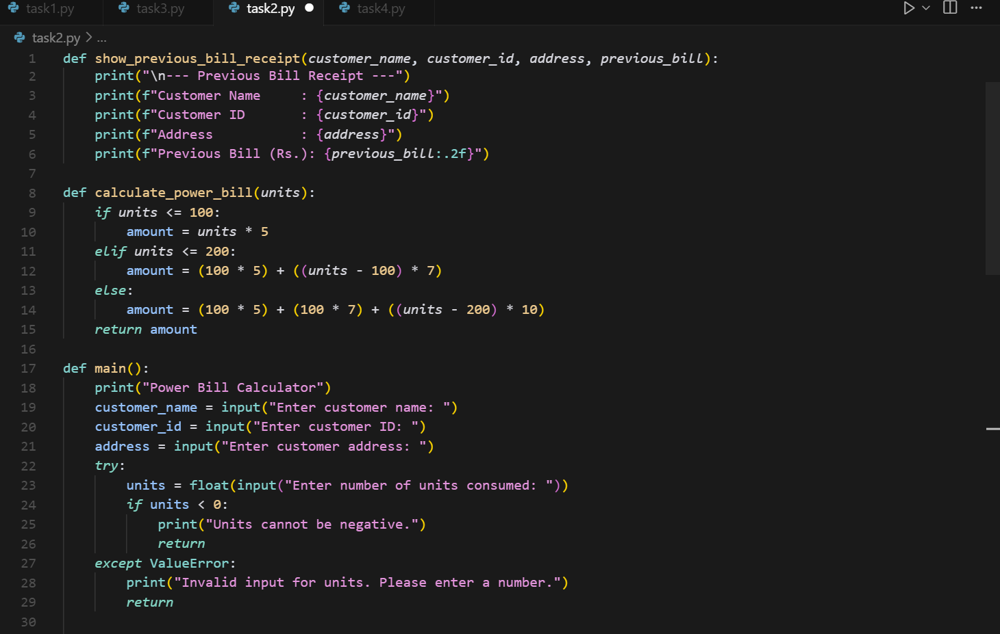 task1.py task3.py task2.py task4.py
task2.py > ...
1 def show_previous_bill_receipt(customer_name, customer_id, address, previous_bill):
2     print("\n--- Previous Bill Receipt ---")
3     print(f"Customer Name     : {customer_name}")
4     print(f"Customer ID       : {customer_id}")
5     print(f"Address           : {address}")
6     print(f"Previous Bill (Rs.): {previous_bill:.2f}")
7
8 def calculate_power_bill(units):
9     if units <= 100:
10         amount = units * 5
11     elif units <= 200:
12         amount = (100 * 5) + ((units - 100) * 7)
13     else:
14         amount = (100 * 5) + (100 * 7) + ((units - 200) * 10)
15     return amount
16
17 def main():
18     print("Power Bill Calculator")
19     customer_name = input("Enter customer name: ")
20     customer_id = input("Enter customer ID: ")
21     address = input("Enter customer address: ")
22     try:
23         units = float(input("Enter number of units consumed: "))
24         if units < 0:
25             print("Units cannot be negative.")
26             return
27     except ValueError:
28         print("Invalid input for units. Please enter a number.")
29         return
30